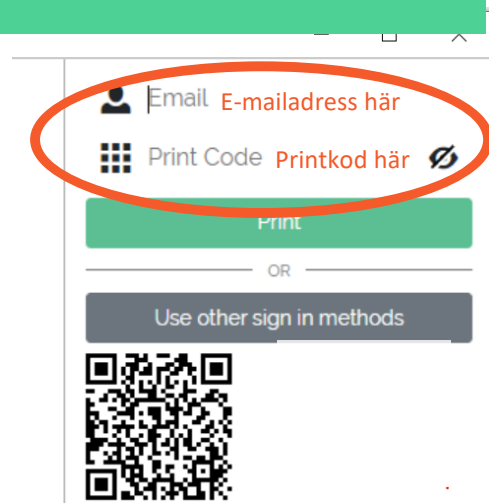 Email E-mailadress här
Print Code Printkod här
Print
OR
Use other sign in methods